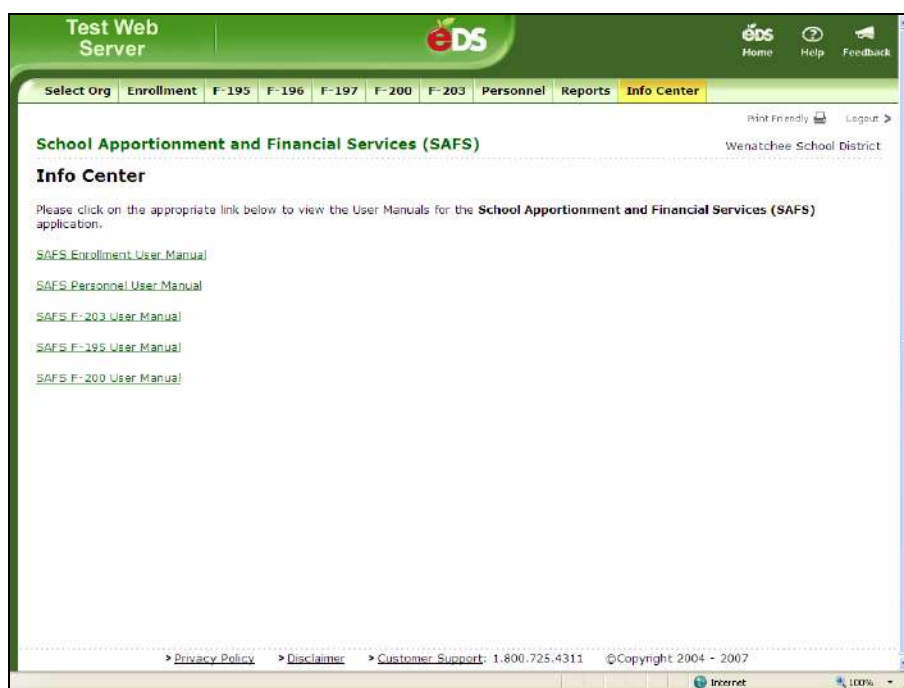 Test Web
Server
eDS
eDS
Home Help Feedback
Select Org Enrollment F-195 F-196 F-197 F-200 F-203 Personnel Reports Info Center
Print Friendly Logout >
School Apportionment and Financial Services (SAFS)
Wenatchee School District
Info Center
Please click on the appropriate link below to view the User Manuals for the School Apportionment and Financial Services (SAFS)
application.
SAFS Enrollment User Manual
SAFS Personnel User Manual
SAFS F-203 User Manual
SAFS F-195 User Manual
SAFS F-200 User Manual
> Privacy Policy > Disclaimer > Customer Support: 1.800.725.4311 ©Copyright 2004 - 2007
Internet 100%